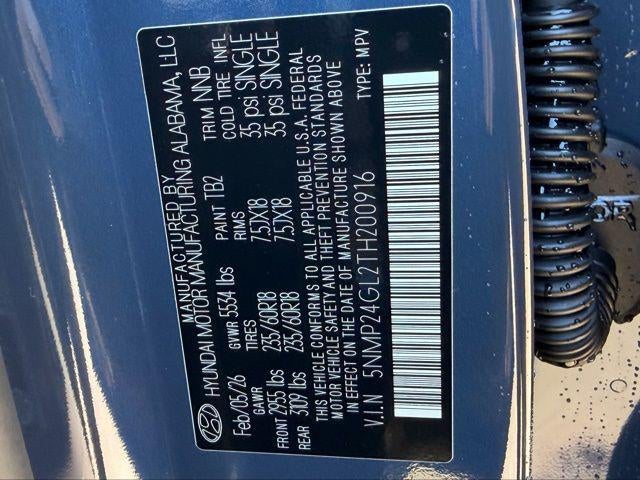 MANUFACTURED BY
HYUNDAI MOTOR MANUFACTURING ALABAMA, LLC
Feb/05/26 GVWR 5534 lbs PAINT TB2 TRIM NNB
GAWR TIRES RIMS COLD TIRE INFL
FRONT 2955 lbs 235/60R18 7.5JX18 35 psi SINGLE
REAR 3109 lbs 235/60R18 7.5JX18 35 psi SINGLE
THIS VEHICLE CONFORMS TO ALL APPLICABLE U.S.A. FEDERAL
MOTOR VEHICLE SAFETY & THEFT PREVENTION STANDARDS
IN EFFECT ON THE DATE OF MANUFACTURE SHOWN ABOVE
V.I.N 5NMP24GL2TH200916 TYPE: MPV